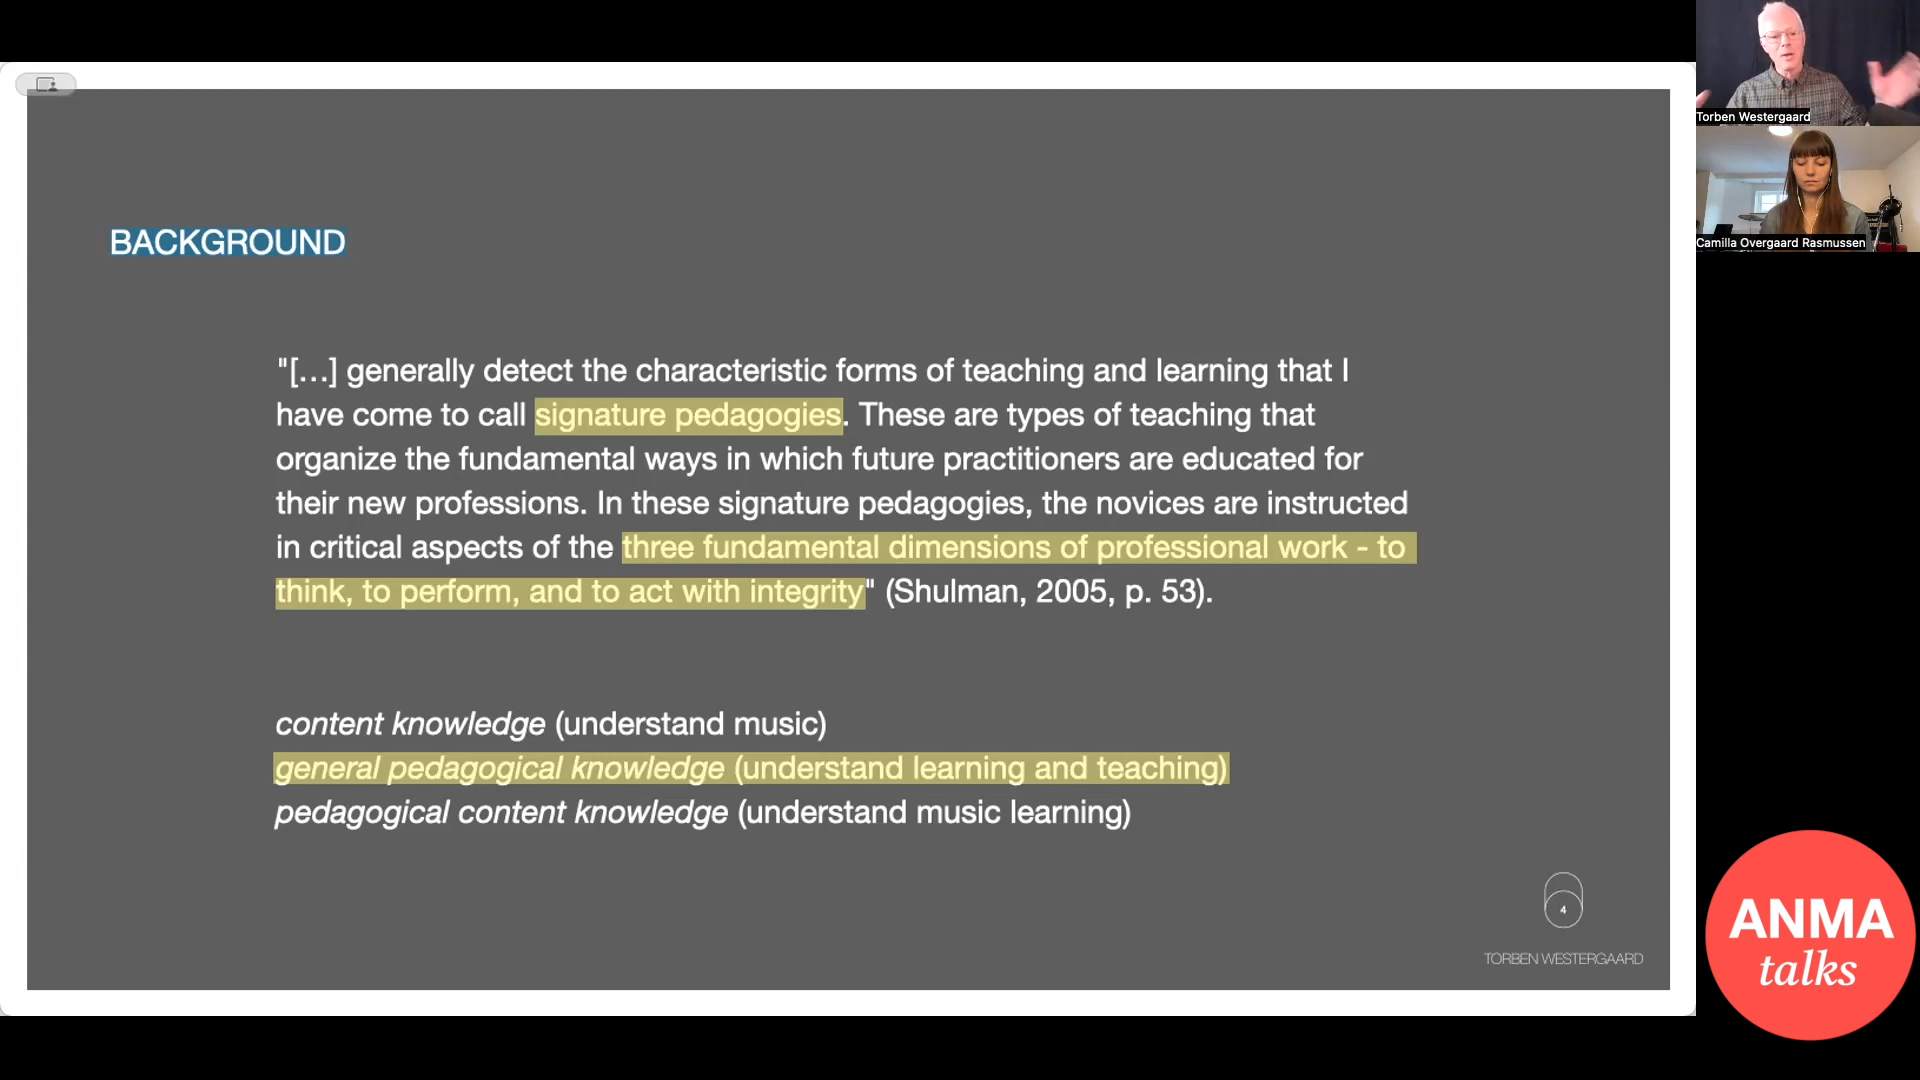 BACKGROUND
"[…] generally detect the characteristic forms of teaching and learning that I
have come to call signature pedagogies. These are types of teaching that
organize the fundamental ways in which future practitioners are educated for
their new professions. In these signature pedagogies, the novices are instructed
in critical aspects of the three fundamental dimensions of professional work - to
think, to perform, and to act with integrity" (Shulman, 2005, p. 53).
content knowledge (understand music)
general pedagogical knowledge (understand learning and teaching)
pedagogical content knowledge (understand music learning)
4
TORBEN WESTERGAARD
Torben Westergaard
Camilla Overgaard Rasmussen
ANMA
talks